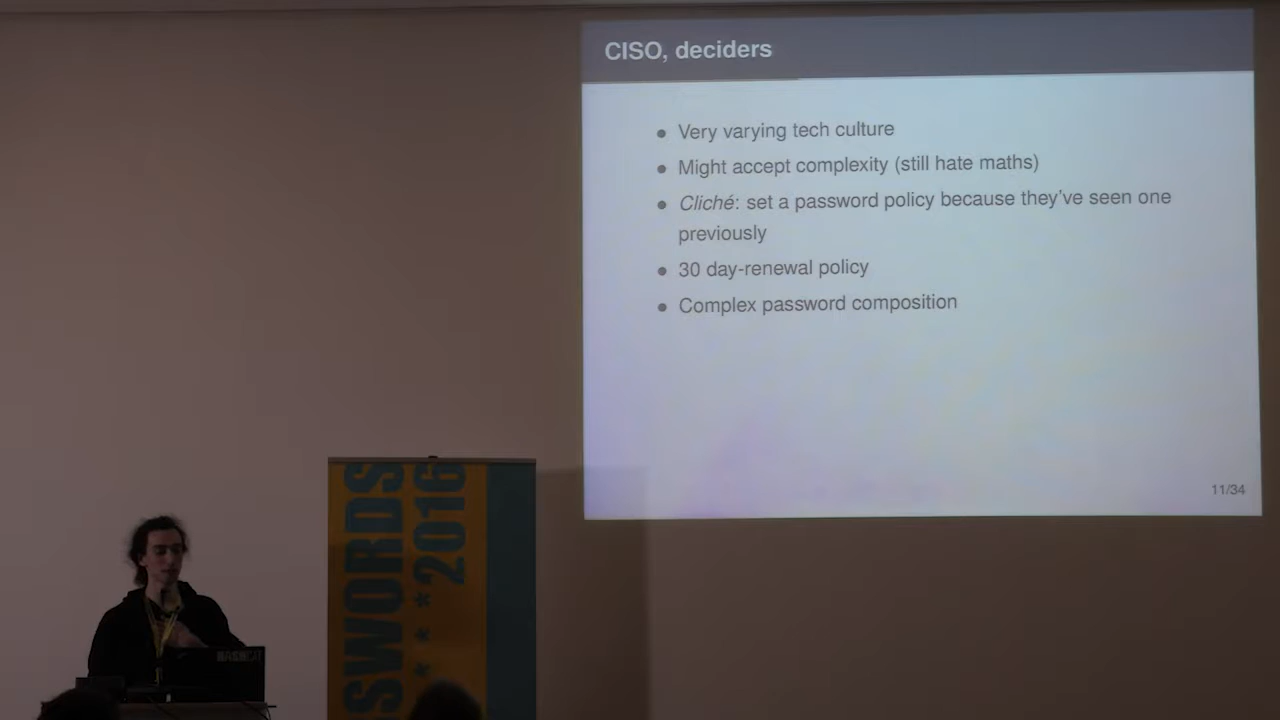 CISO, deciders
• Very varying tech culture
• Might accept complexity (still hate maths)
• Cliché: set a password policy because they've seen one
previously
• 30 day-renewal policy
• Complex password composition
11/34
SWORDS
* * *2016
HASHCAT